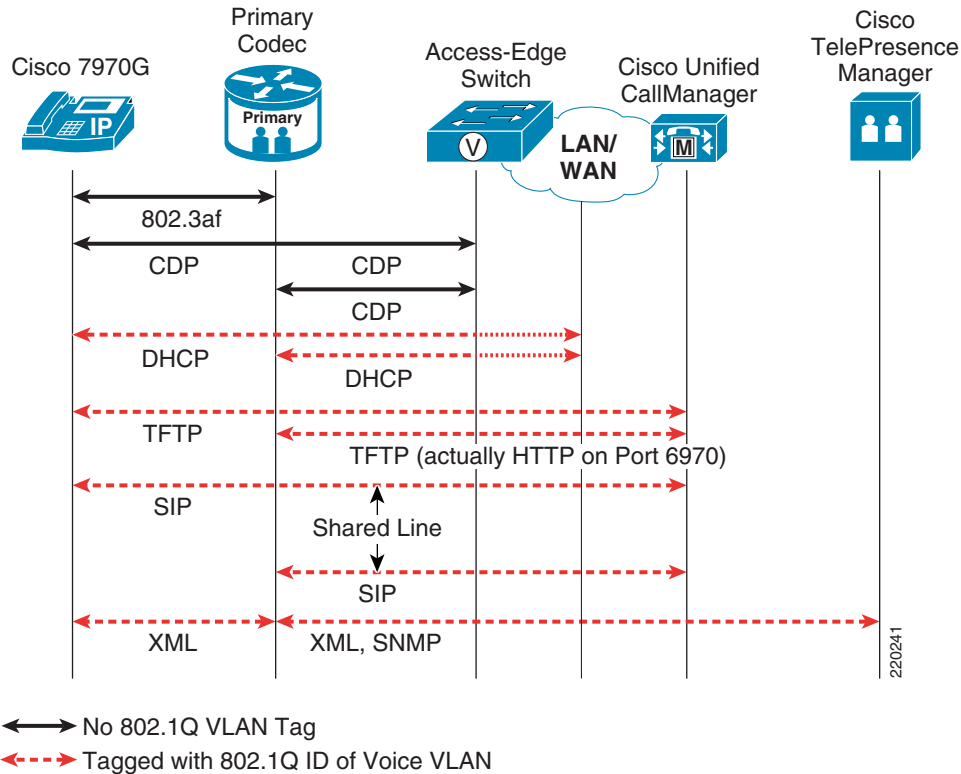 Cisco 7970G
Primary
Codec
Access-Edge
Switch
Cisco Unified
CallManager
Cisco
TelePresence
Manager
IP
Primary
V
LAN/
WAN
M
802.3af
CDP
CDP
CDP
DHCP
DHCP
TFTP
TFTP (actually HTTP on Port 6970)
SIP
Shared Line
SIP
XML
XML, SNMP
220241
No 802.1Q VLAN Tag
Tagged with 802.1Q ID of Voice VLAN